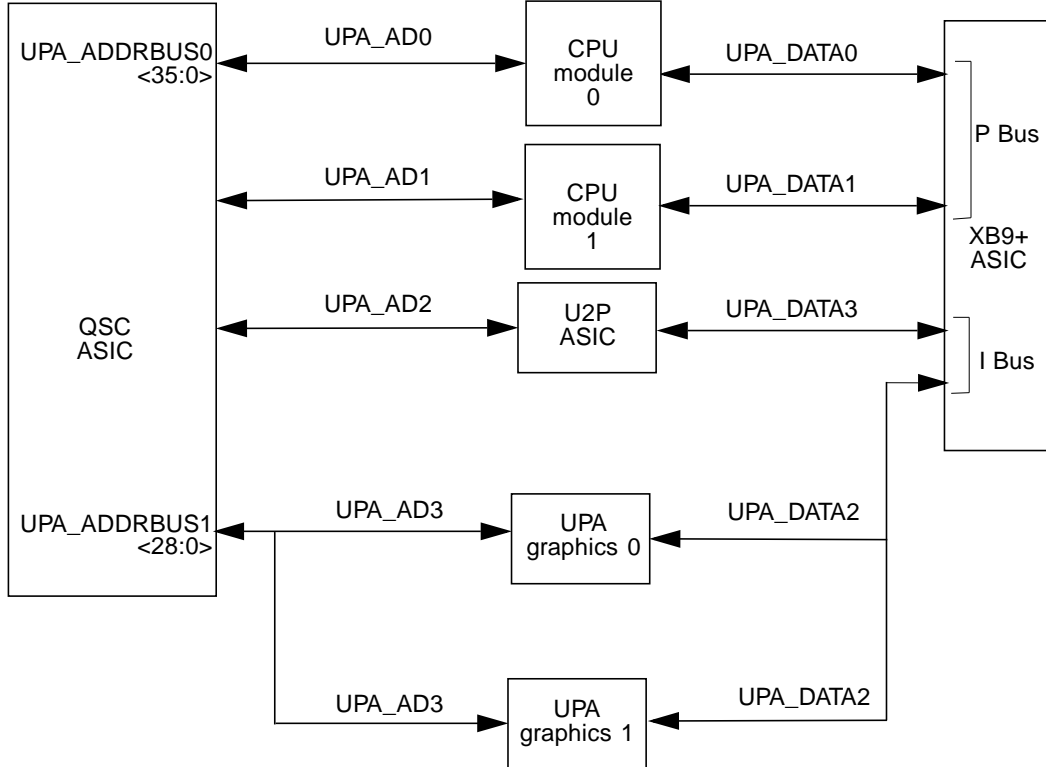 UPA_ADDRBUS0
<35:0>
UPA_AD0
CPU
module
0
UPA_DATA0
P Bus
UPA_AD1
CPU
module
1
UPA_DATA1
XB9+
ASIC
QSC
ASIC
UPA_AD2
U2P
ASIC
UPA_DATA3
I Bus
UPA_ADDRBUS1
<28:0>
UPA_AD3
UPA
graphics 0
UPA_DATA2
UPA_AD3
UPA
graphics 1
UPA_DATA2